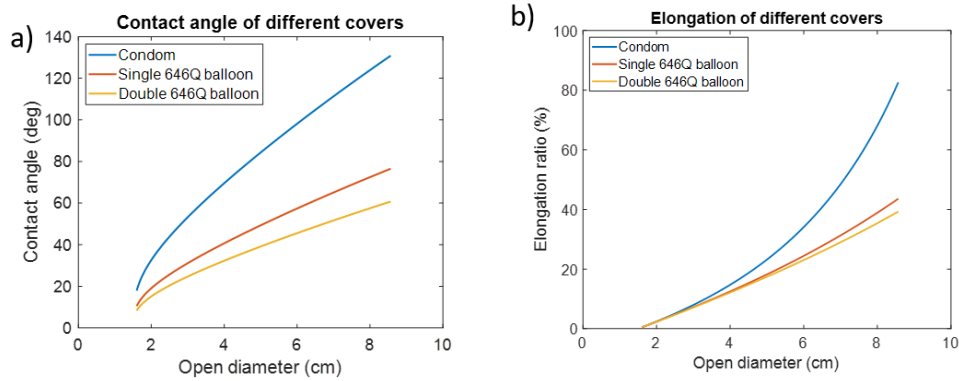 a)
Contact angle of different covers
Contact angle (deg)
140
120
100
80
60
40
20
0
Condom
Single 646Q balloon
Double 646Q balloon
0 2 4 6 8 10
Open diameter (cm)
b)
Elongation of different covers
Elongation ratio (%)
100
80
60
40
20
0
Condom
Single 646Q balloon
Double 646Q balloon
0 2 4 6 8 10
Open diameter (cm)